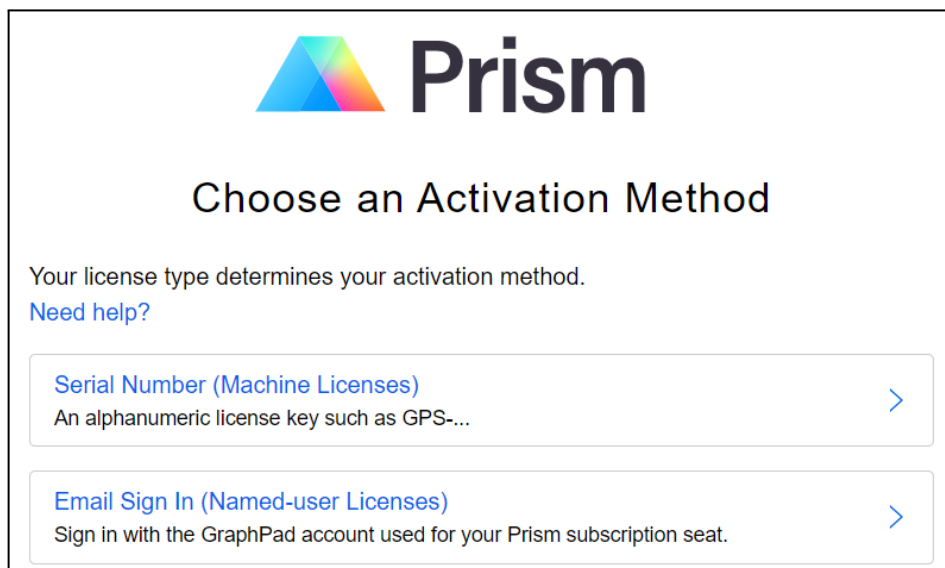 Prism
Choose an Activation Method
Your license type determines your activation method.
Need help?
Serial Number (Machine Licenses)
An alphanumeric license key such as GPS-...
Email Sign In (Named-user Licenses)
Sign in with the GraphPad account used for your Prism subscription seat.